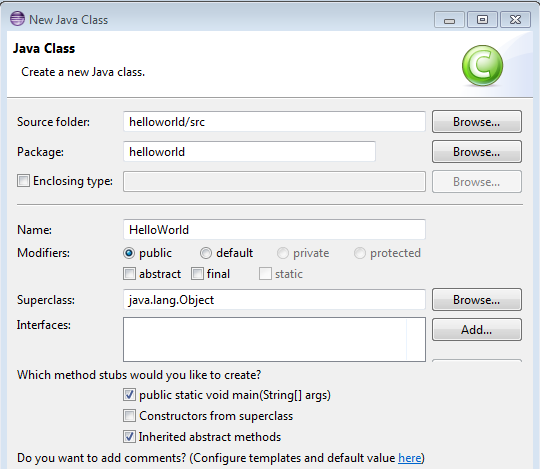 New Java Class
Java Class
Create a new Java class.
C
Source folder: helloworld/src Browse...
Package: helloworld Browse...
Enclosing type: Browse...
Name: HelloWorld
Modifiers: public default private protected
abstract final static
Superclass: java.lang.Object Browse...
Interfaces: Add...
Which method stubs would you like to create?
public static void main(String[] args)
Constructors from superclass
Inherited abstract methods
Do you want to add comments? (Configure templates and default value here)